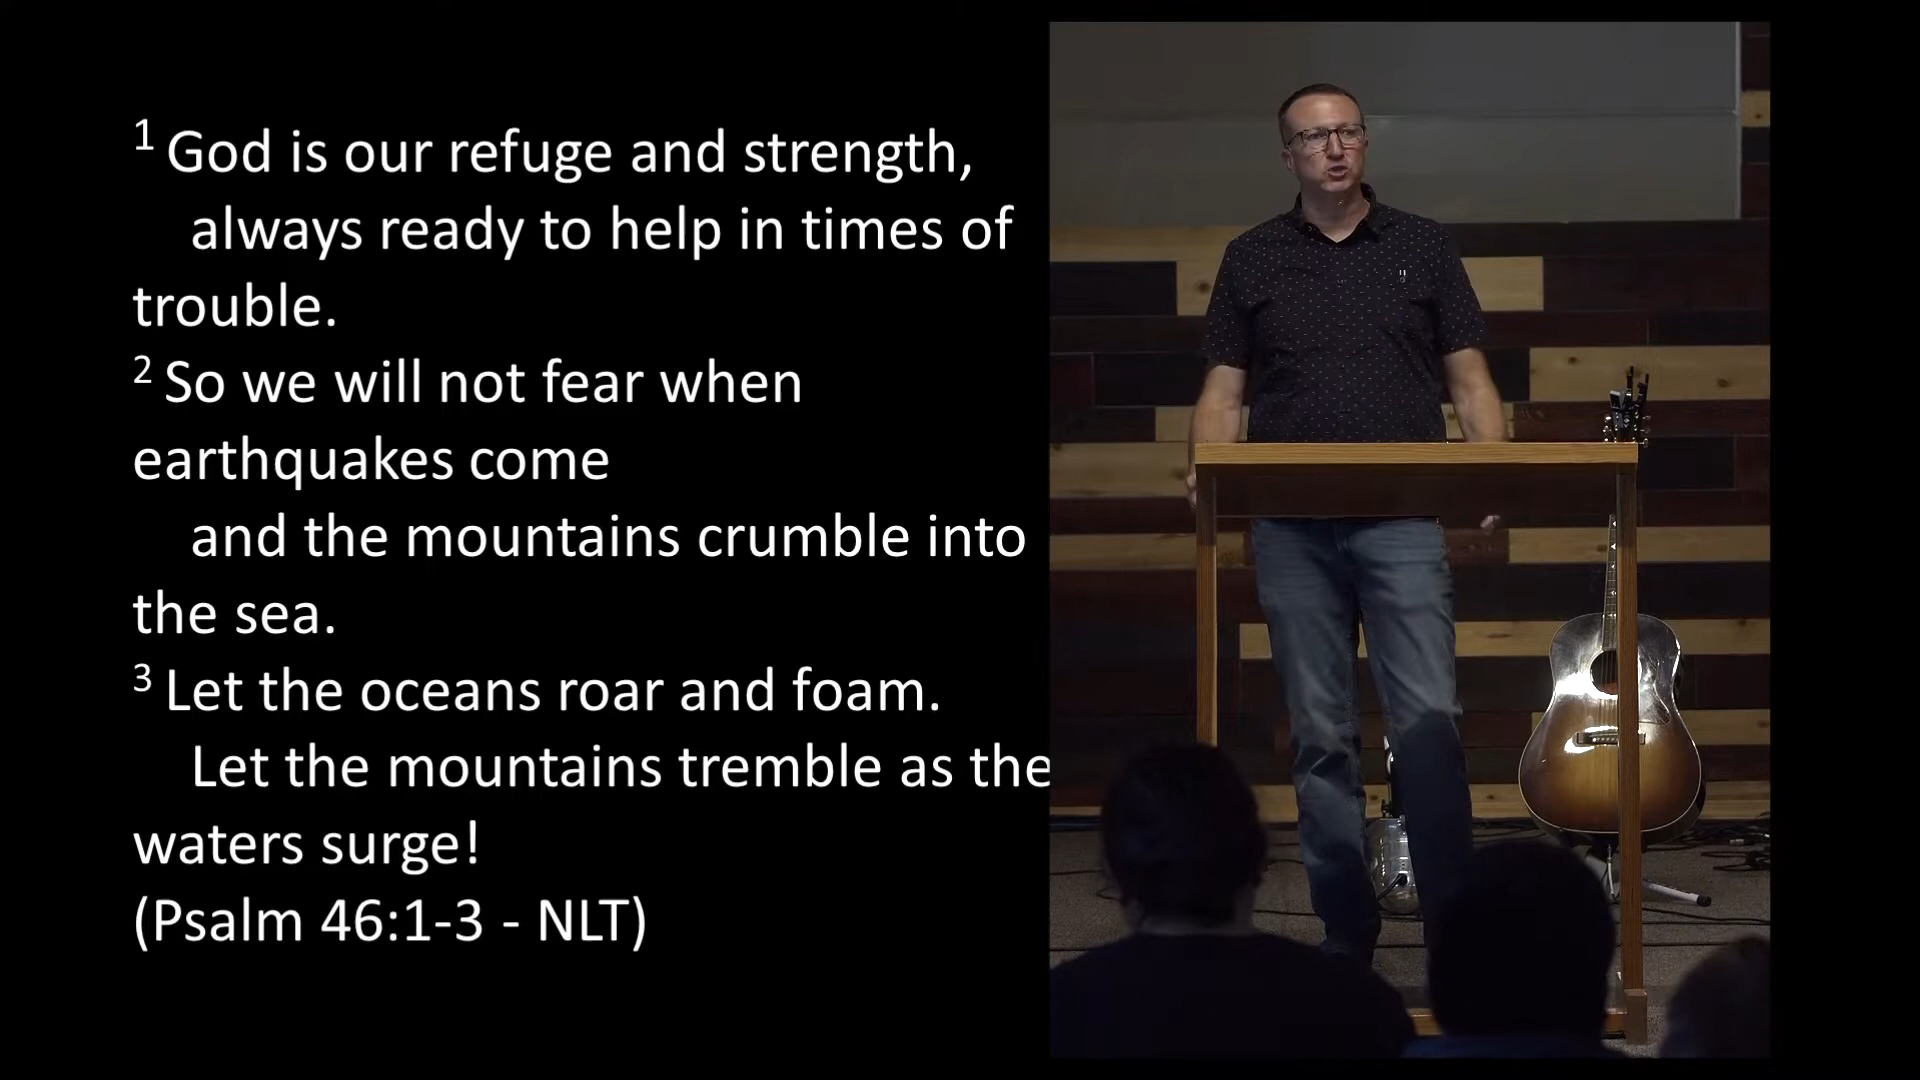 1 God is our refuge and strength,
always ready to help in times of
trouble.
2 So we will not fear when
earthquakes come
and the mountains crumble into
the sea.
3 Let the oceans roar and foam.
Let the mountains tremble as the
waters surge!
(Psalm 46:1-3 - NLT)